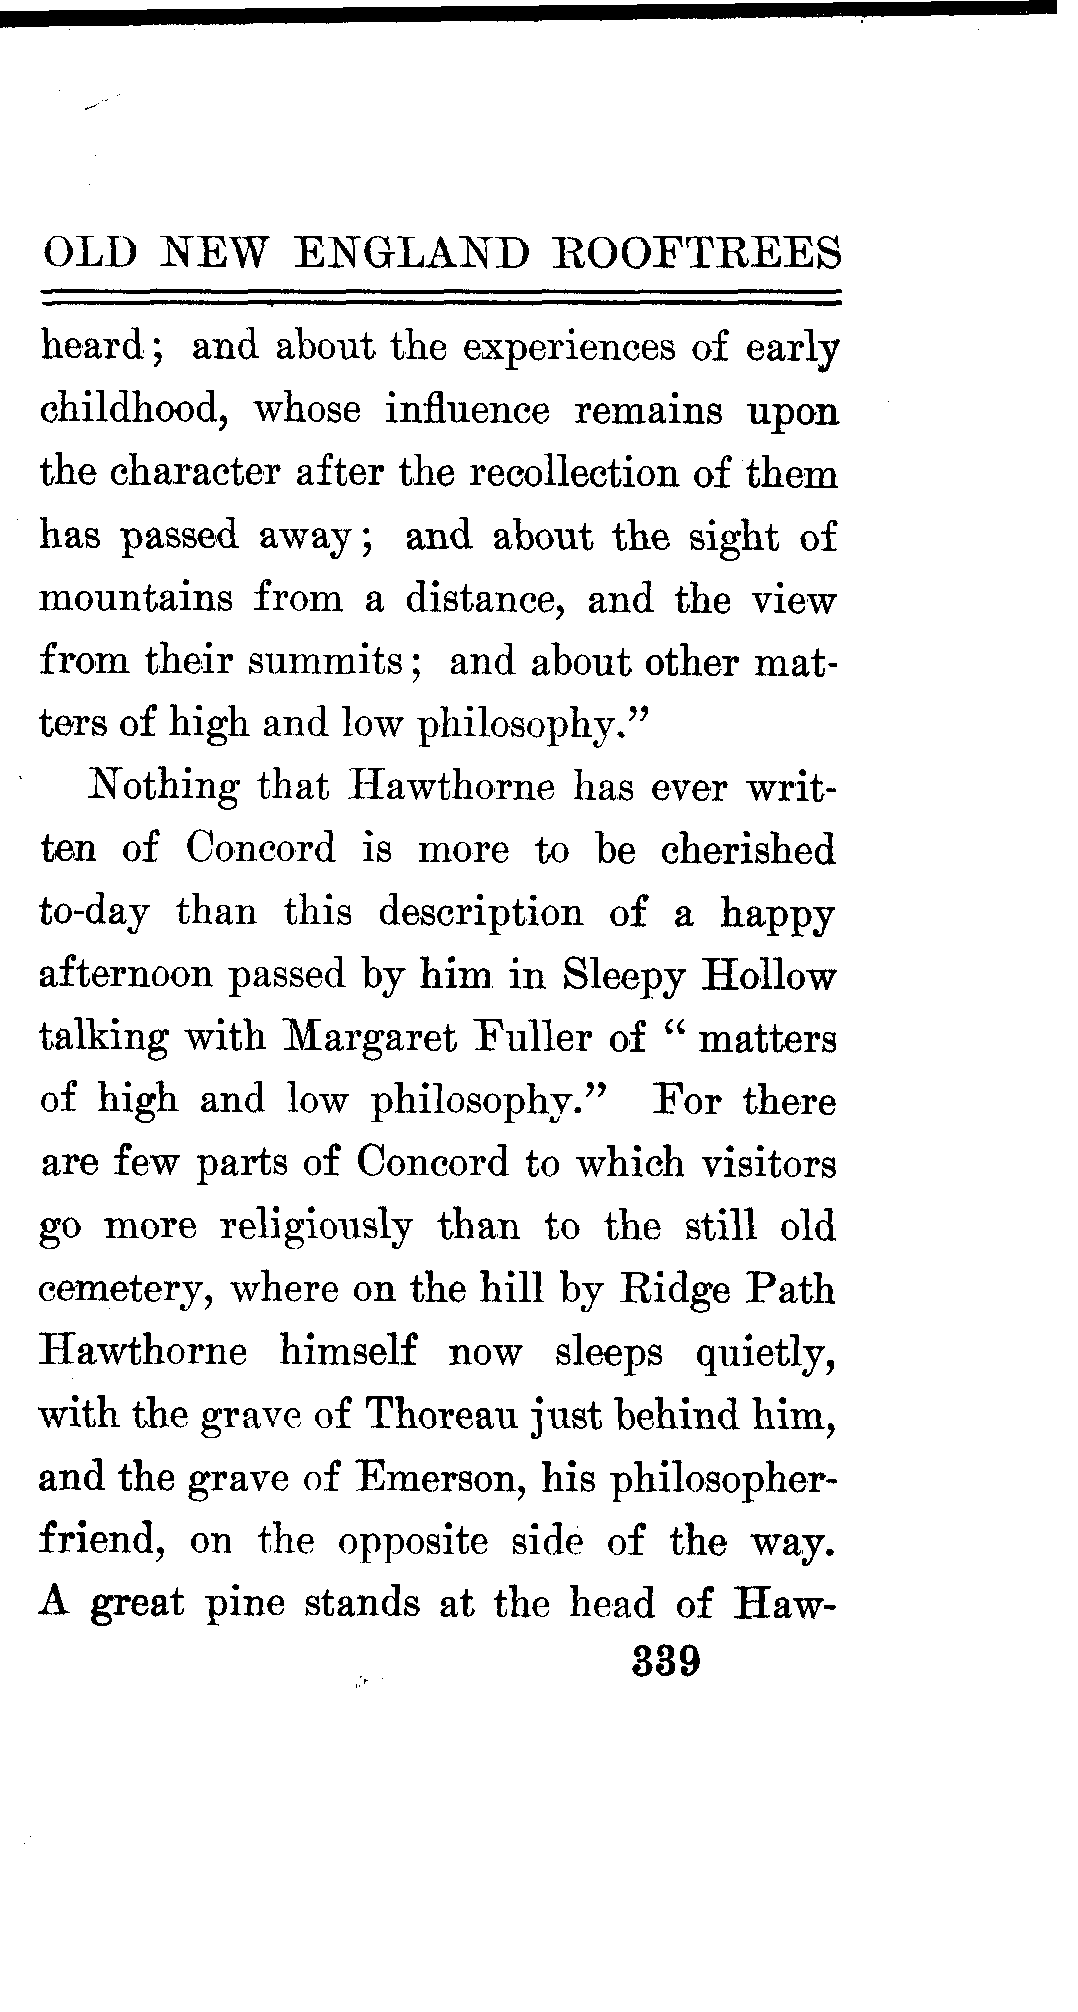 OLD NEW ENGLAND ROOFTREES
heard; and about the experiences of early
childhood, whose influence remains upon
the character after the recollection of them
has passed away; and about the sight of
mountains from a distance, and the view
from their summits; and about other mat-
ters of high and low philosophy.”
Nothing that Hawthorne has ever writ-
ten of Concord is more to be cherished
to-day than this description of a happy
afternoon passed by him in Sleepy Hollow
talking with Margaret Fuller of “ matters
of high and low philosophy.” For there
are few parts of Concord to which visitors
go more religiously than to the still old
cemetery, where on the hill by Ridge Path
Hawthorne himself now sleeps quietly,
with the grave of Thoreau just behind him,
and the grave of Emerson, his philosopher-
friend, on the opposite side of the way.
A great pine stands at the head of Haw-
339